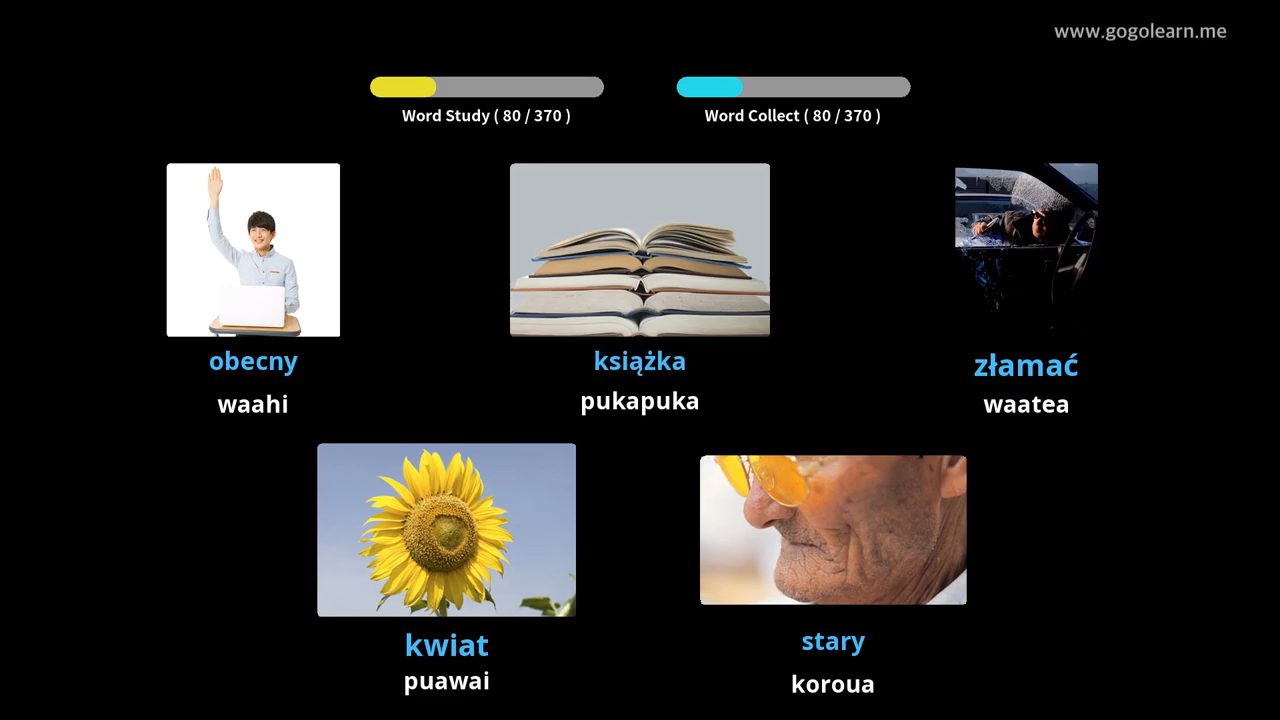 www.gogolearn.me
Word Study ( 80 / 370 )
Word Collect ( 80 / 370 )
obecny
waahi
książka
pukapuka
złamać
waatea
kwiat
puawai
stary
koroua